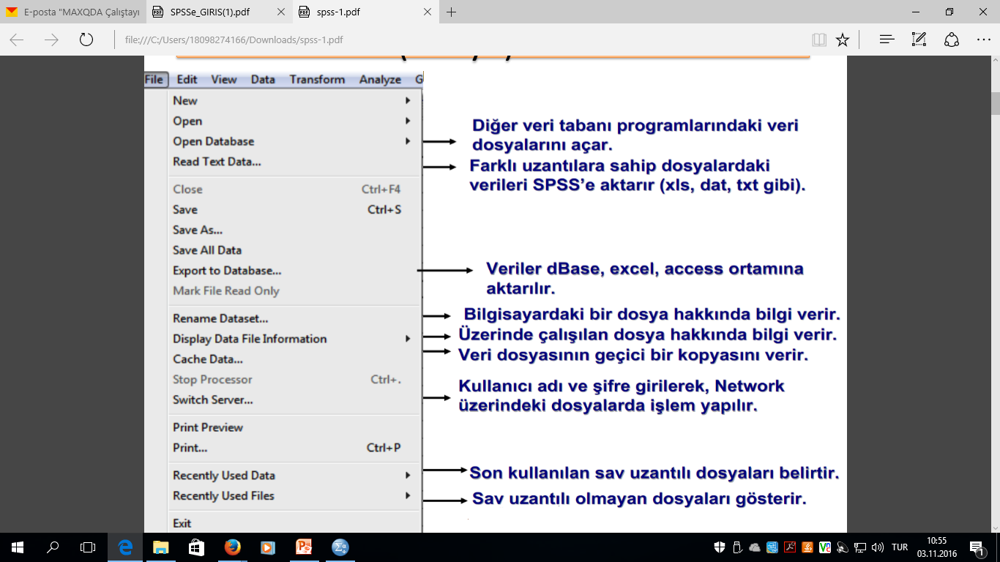 E-posta "MAXQDA Çalıştayı
SPSSe_GIRIS(1).pdf
spss-1.pdf
file:///C:/Users/18098274166/Downloads/spss-1.pdf
File Edit View Data Transform Analyze G
New
Open
Open Database
Read Text Data...
Diğer veri tabanı programlarındaki veri
dosyalarını açar.
Farklı uzantılara sahip dosyalardaki
verileri SPSS'e aktarır (xls, dat, txt gibi).
Close Ctrl+F4
Save Ctrl+S
Save As...
Save All Data
Export to Database...
Mark File Read Only
Veriler dBase, excel, access ortamına
aktarılır.
Rename Dataset...
Display Data File Information
Cache Data...
Stop Processor Ctrl+.
Switch Server...
Bilgisayardaki bir dosya hakkında bilgi verir.
Üzerinde çalışılan dosya hakkında bilgi verir.
Veri dosyasının geçici bir kopyasını verir.
Kullanıcı adı ve şifre girilerek, Network
üzerindeki dosyalarda işlem yapılır.
Print Preview
Print... Ctrl+P
Recently Used Data
Recently Used Files
Son kullanılan sav uzantılı dosyaları belirtir.
Sav uzantılı olmayan dosyaları gösterir.
Exit
TUR
10:55
03.11.2016
1